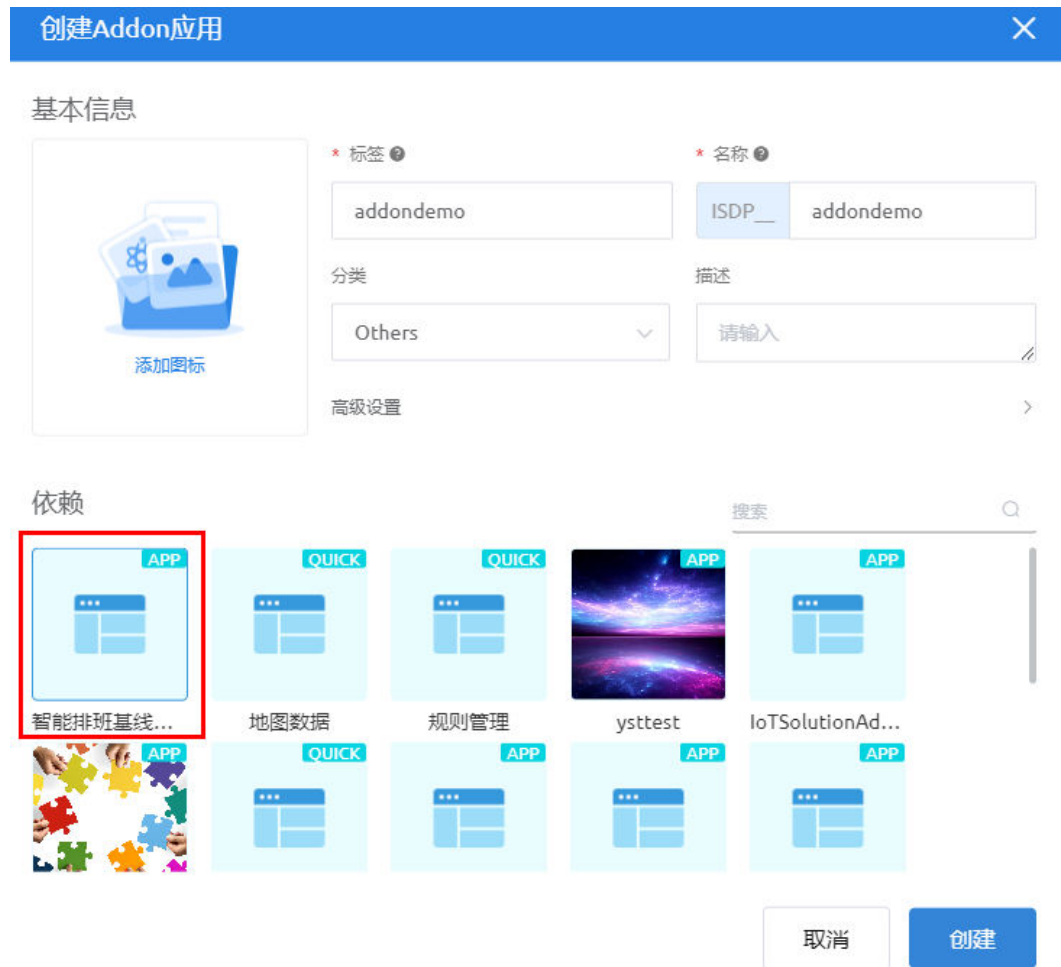 创建Addon应用
基本信息
* 标签
* 名称
addondemo
ISDP__ addondemo
分类
描述
Others
请输入
添加图标
高级设置
依赖
搜索
APP QUICK QUICK APP APP
智能排班基线... 地图数据 规则管理 ysttest IoTSolutionAd...
APP QUICK APP APP APP
取消 创建